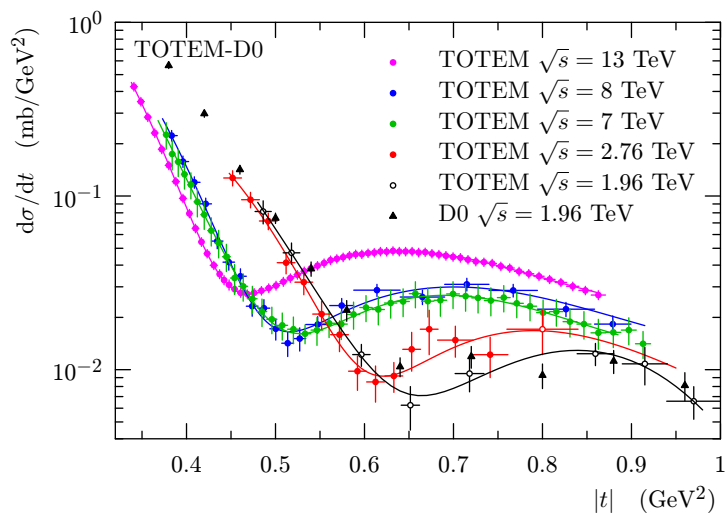 TOTEM-D0
TOTEM √s = 13 TeV
TOTEM √s = 8 TeV
TOTEM √s = 7 TeV
TOTEM √s = 2.76 TeV
TOTEM √s = 1.96 TeV
D0 √s = 1.96 TeV
dσ/dt (mb/GeV²)
10⁰
10⁻¹
10⁻²
0.4 0.5 0.6 0.7 0.8 0.9 1
|t| (GeV²)